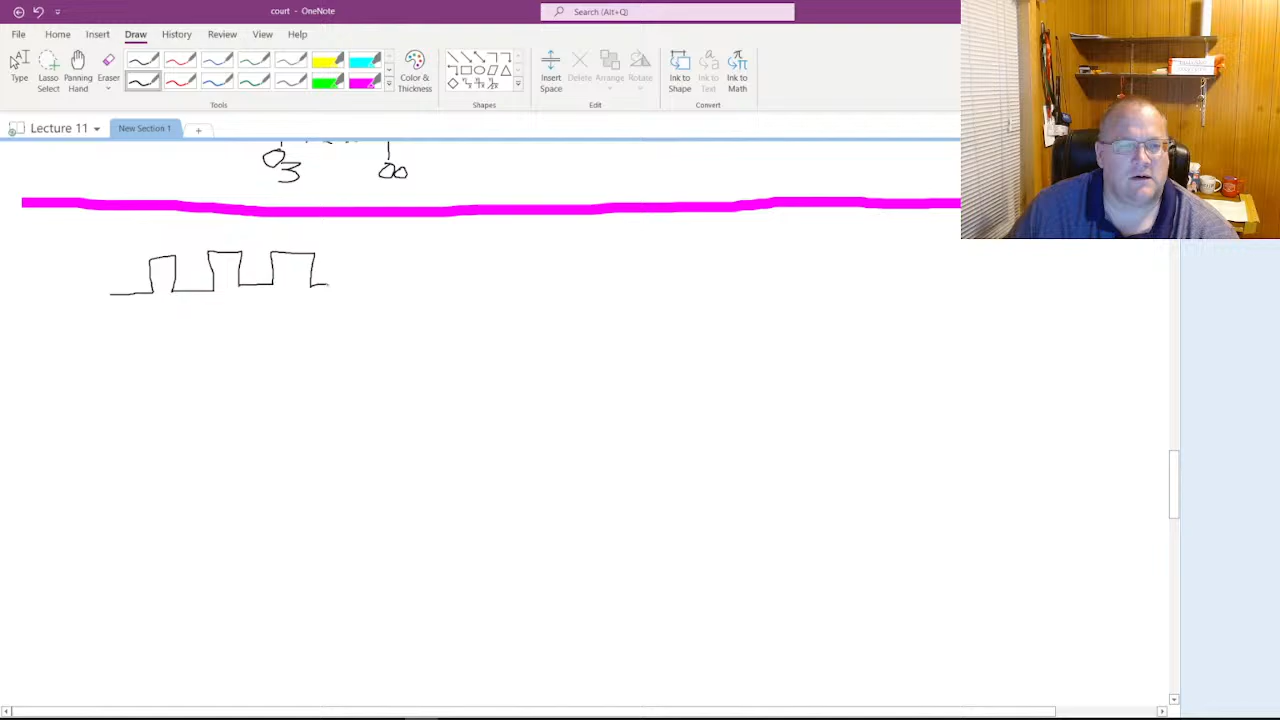 court - OneNote
Search (Alt+Q)
File Home Insert Draw History Review View Help
Type
Lasso Select
Panning Hand
Eraser
Color & Thickness
Insert Space
Delete
Arrange
Rotate
Ink to Shape
Ink to Text
Ink to Math
Tools
Shapes
Edit
Convert
Lecture 11
New Section 1 +
3